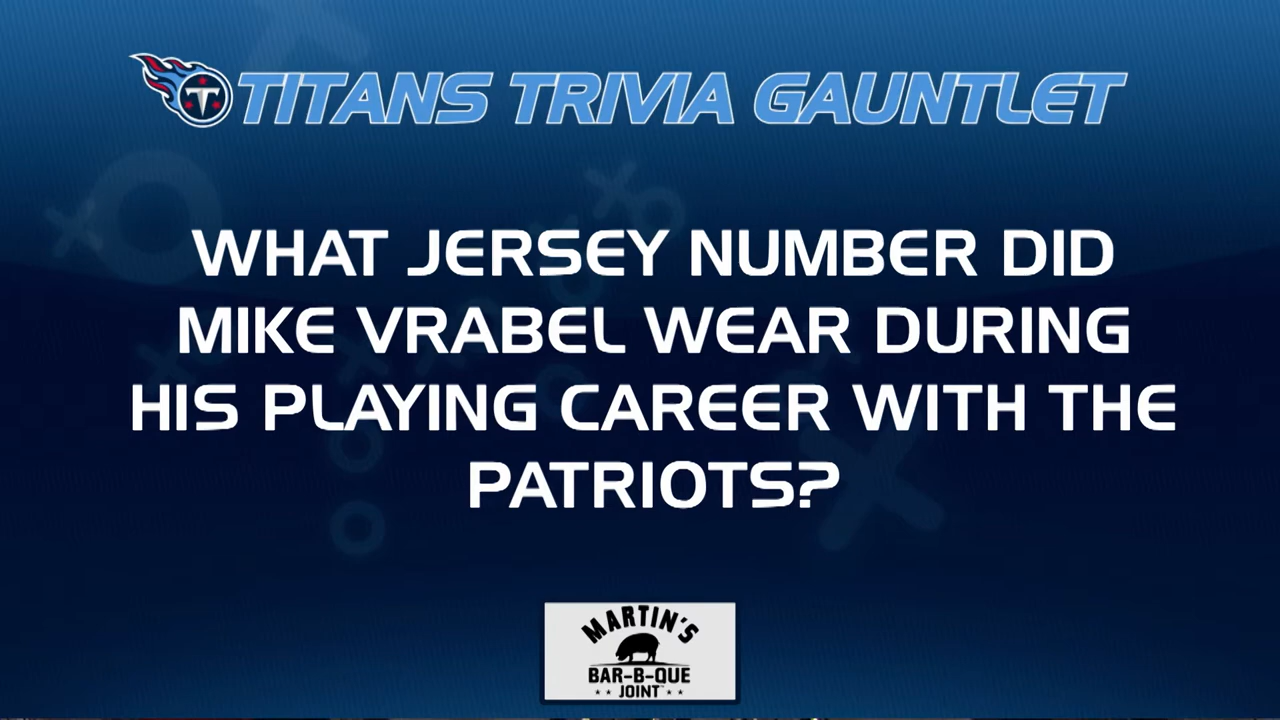 TITANS TRIVIA GAUNTLET
WHAT JERSEY NUMBER DID
MIKE VRABEL WEAR DURING
HIS PLAYING CAREER WITH THE
PATRIOTS?
MARTIN'S
BAR-B-QUE
JOINT™